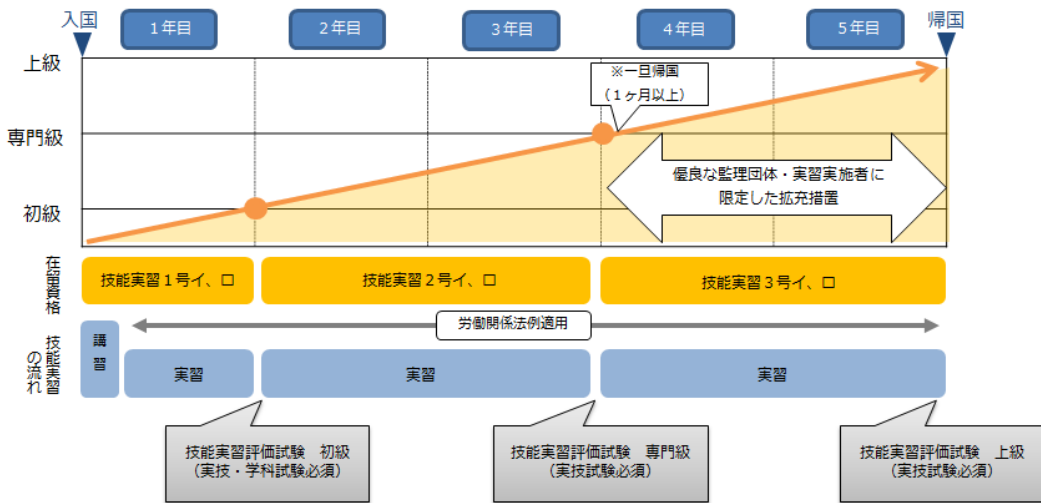 入国
1年目
2年目
3年目
4年目
5年目
帰国
上級
専門級
初級
※一旦帰国
（１ヶ月以上）
優良な監理団体・実習実施者に
限定した拡充措置
在留資格
技能実習１号イ、ロ
技能実習２号イ、ロ
技能実習３号イ、ロ
労働関係法例適用
技能実習
の流れ
講習
実習
実習
実習
技能実習評価試験　初級
（実技・学科試験必須）
技能実習評価試験　専門級
（実技試験必須）
技能実習評価試験　上級
（実技試験必須）